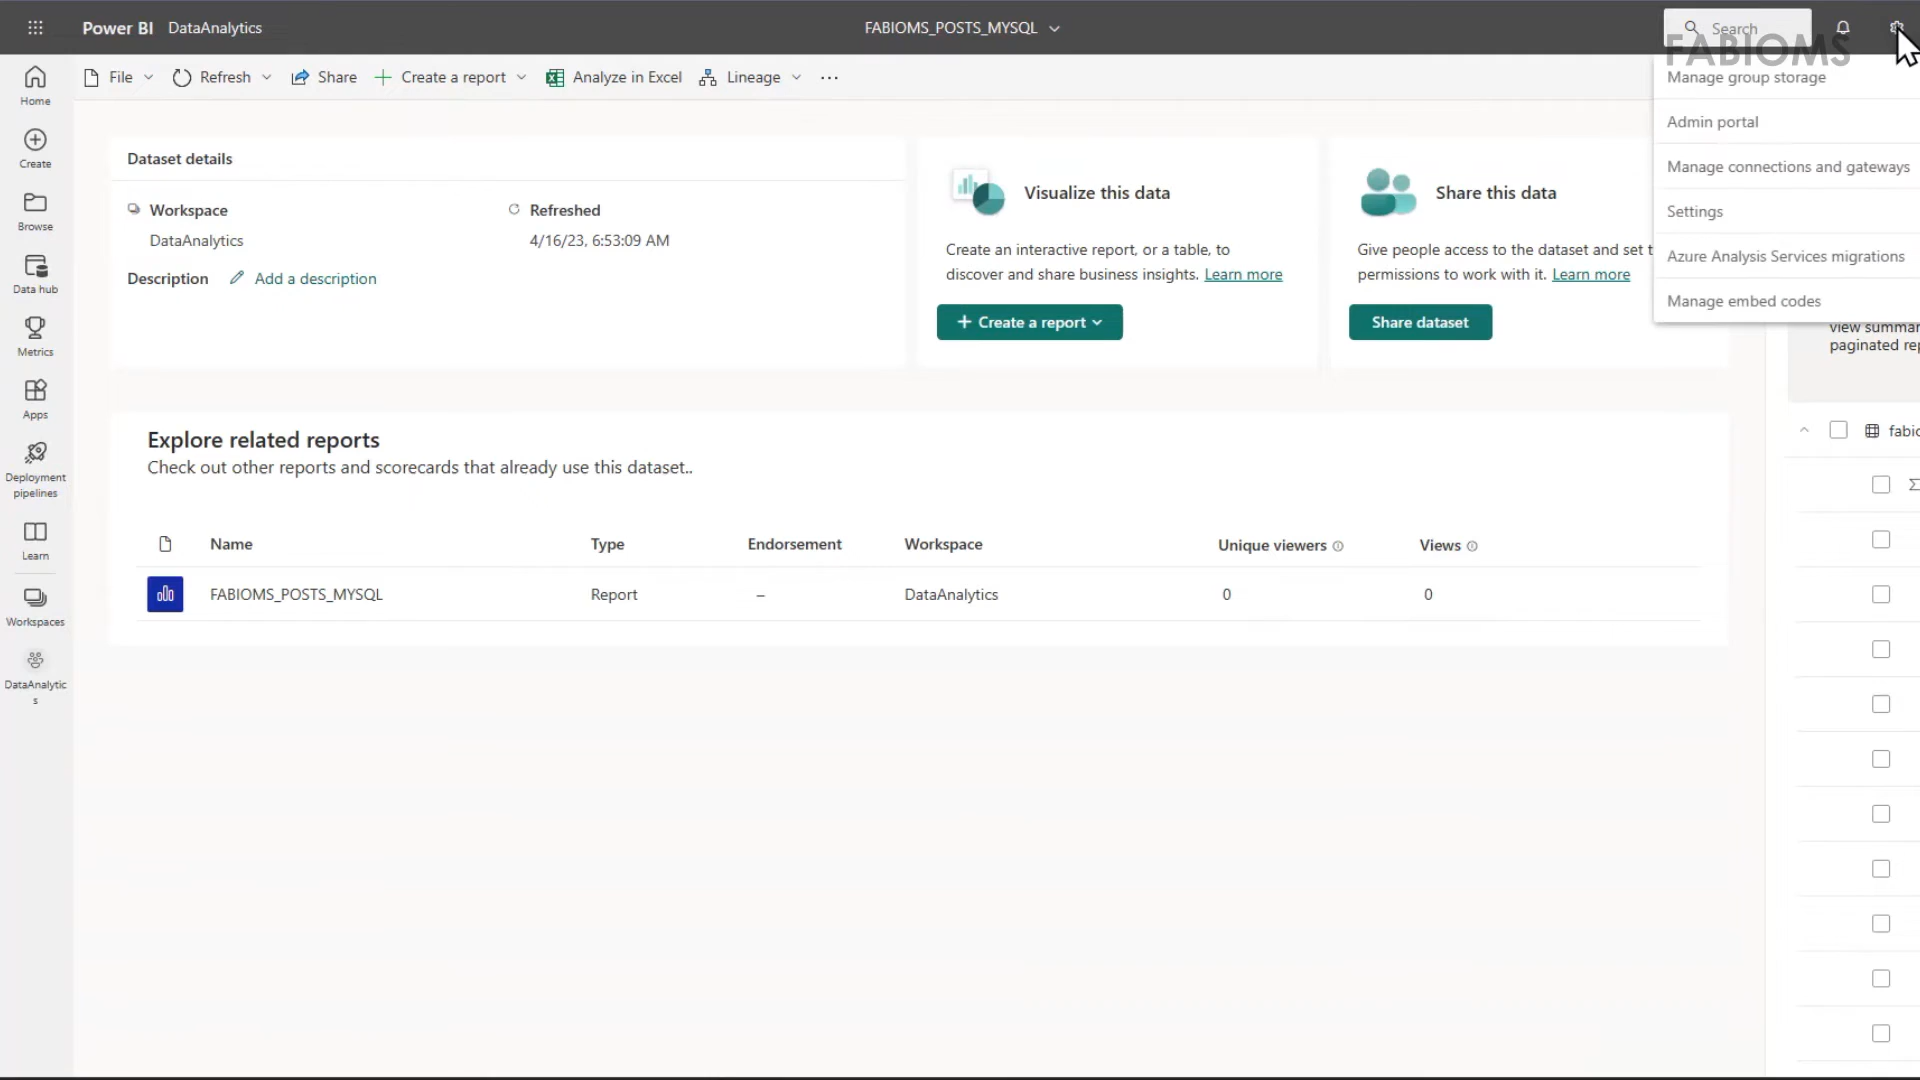 Power BI DataAnalytics
FABIOMS_POSTS_MYSQL
Search
FABIOMS
File
Refresh
Share
Create a report
Analyze in Excel
Lineage
Manage group storage
Admin portal
Manage connections and gateways
Settings
Azure Analysis Services migrations
Manage embed codes
Home
Create
Browse
Data hub
Metrics
Apps
Deployment
pipelines
Learn
Workspaces
DataAnalytic
s
Dataset details
Workspace
DataAnalytics
Refreshed
4/16/23, 6:53:09 AM
Description
Add a description
Visualize this data
Create an interactive report, or a table, to
discover and share business insights. Learn more
+ Create a report
Share this data
Give people access to the dataset and set t
permissions to work with it. Learn more
Share dataset
view summar
paginated rep
fabio
Explore related reports
Check out other reports and scorecards that already use this dataset..
Name Type Endorsement Workspace Unique viewers Views
FABIOMS_POSTS_MYSQL Report – DataAnalytics 0 0
Σ